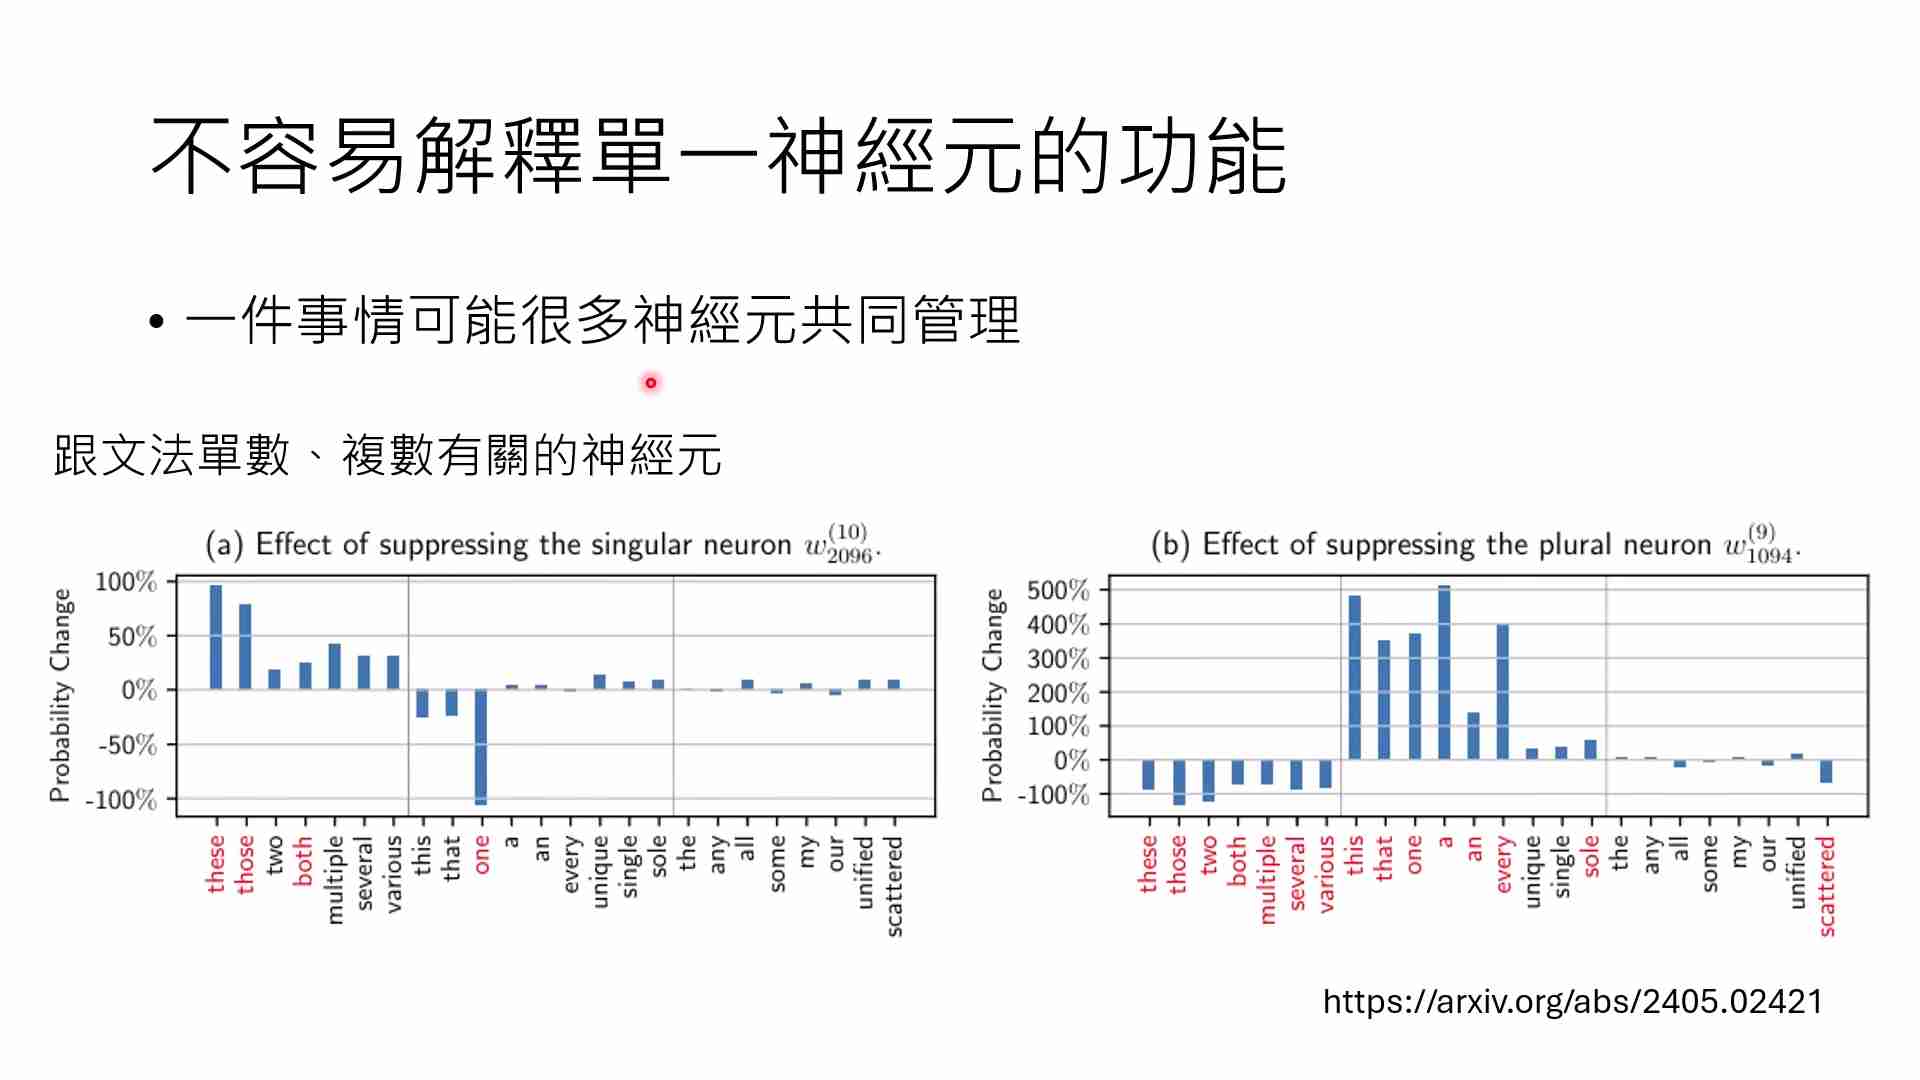 不容易解釋單一神經元的功能
• 一件事情可能很多神經元共同管理
跟文法單數、複數有關的神經元
(a) Effect of suppressing the singular neuron w_{2096}^{(10)}.
Probability Change
100%
50%
0%
-50%
-100%
these those two both multiple several various this that one a an every unique single sole the any all some my our unified scattered
(b) Effect of suppressing the plural neuron w_{1094}^{(9)}.
Probability Change
500%
400%
300%
200%
100%
0%
-100%
these those two both multiple several various this that one a an every unique single sole the any all some my our unified scattered
https://arxiv.org/abs/2405.02421